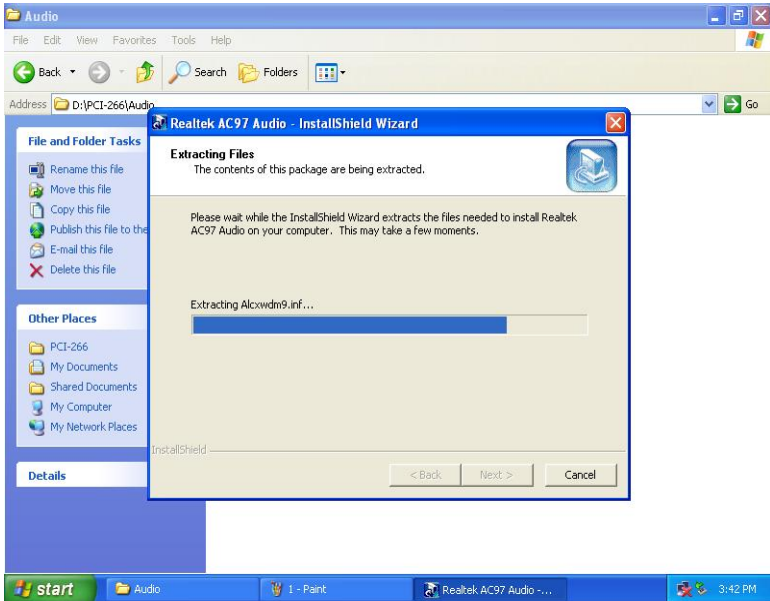 Audio
File Edit View Favorites Tools Help
Back Search Folders
Address D:\PCI-266\Audio Go
File and Folder Tasks
Rename this file
Move this file
Copy this file
Publish this file to the
E-mail this file
Delete this file
Other Places
PCI-266
My Documents
Shared Documents
My Computer
My Network Places
Details
Realtek AC97 Audio - InstallShield Wizard
Extracting Files
The contents of this package are being extracted.
Please wait while the InstallShield Wizard extracts the files needed to install Realtek
AC97 Audio on your computer. This may take a few moments.
Extracting Alcxwdm9.inf...
InstallShield
< Back Next > Cancel
start Audio 1 - Paint Realtek AC97 Audio -... 3:42 PM